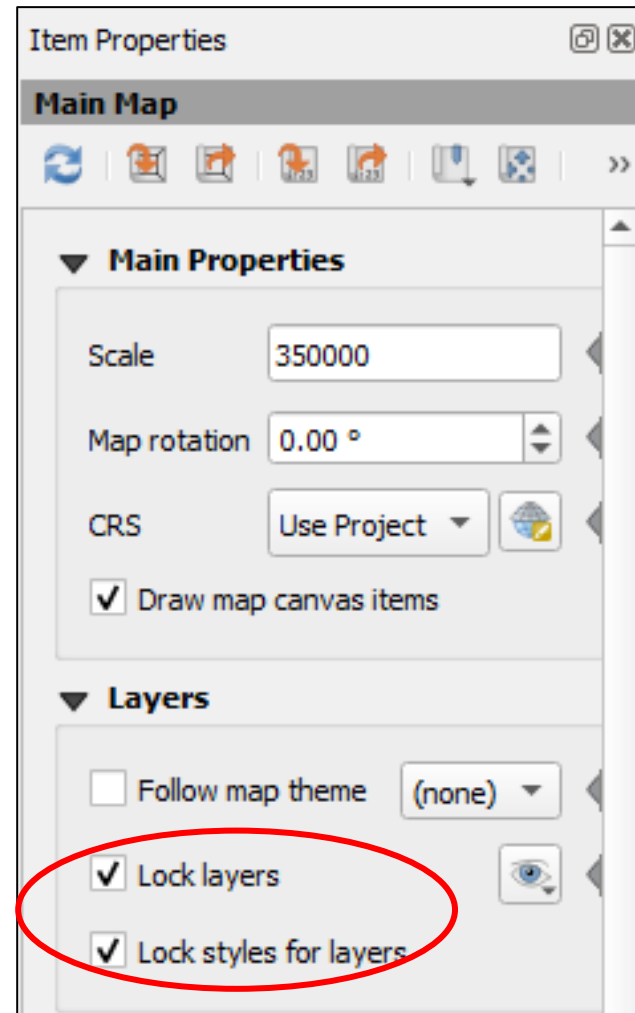 Item Properties
Main Map
»
Main Properties
Scale 350000
Map rotation 0.00 °
CRS Use Project
Draw map canvas items
Layers
Follow map theme (none)
Lock layers
Lock styles for layers